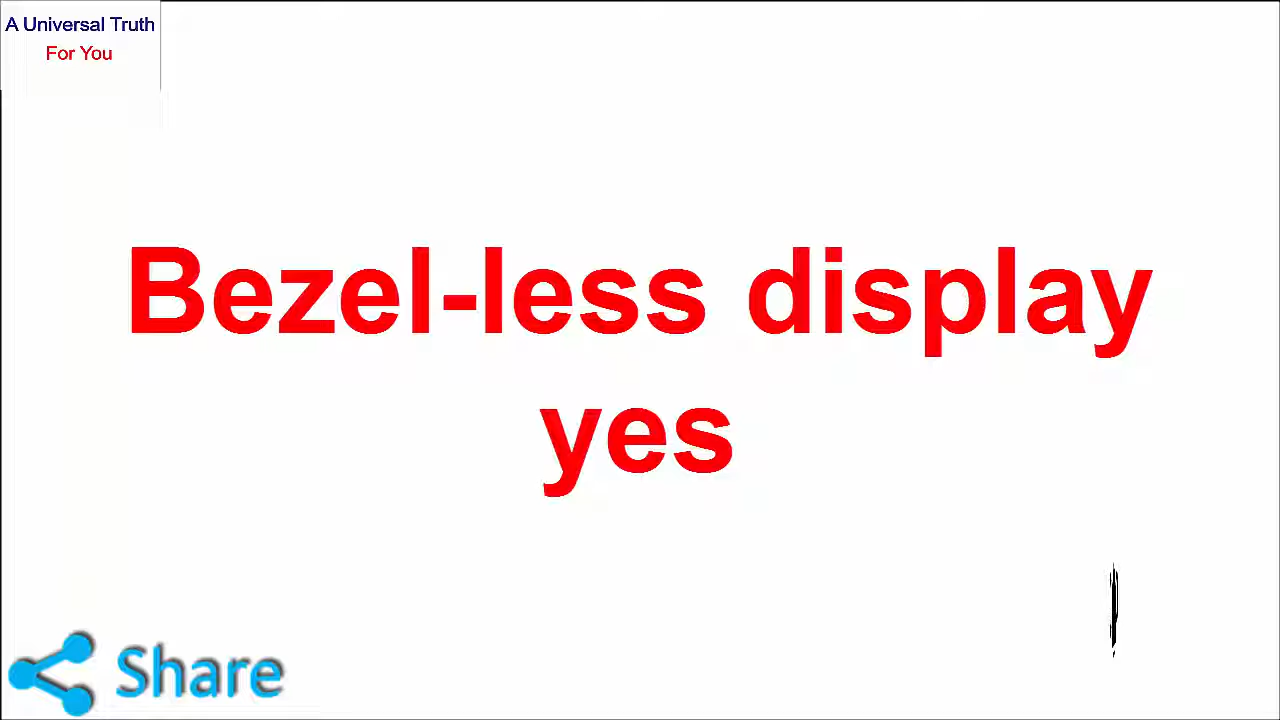 A Universal Truth
For You
Bezel-less display
yes
Share